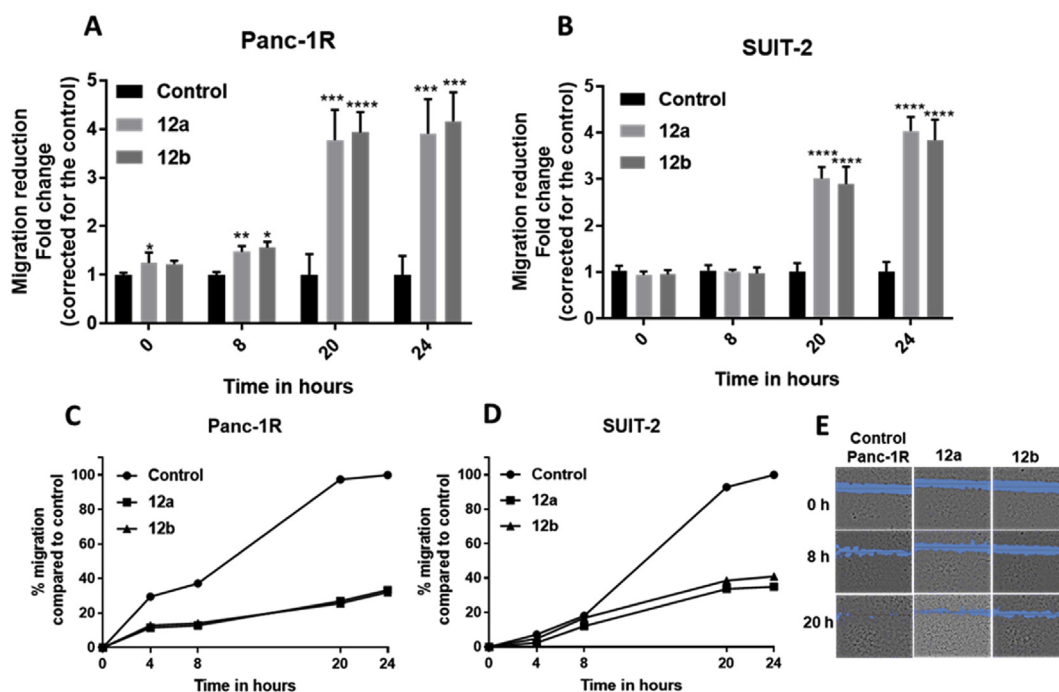 A
Panc-1R
Migration reduction
Fold change
(corrected for the control)
5
4
3
2
1
0
Control
12a
12b
*
**
*
***
****
***
***
0
8
20
24
Time in hours
B
SUIT-2
Migration reduction
Fold change
(corrected for the control)
5
4
3
2
1
0
Control
12a
12b
****
****
****
****
0
8
20
24
Time in hours
C
Panc-1R
% migration
compared to control
100
80
60
40
20
0
Control
12a
12b
0
4
8
20
24
Time in hours
D
SUIT-2
% migration
compared to control
100
80
60
40
20
0
Control
12a
12b
0
4
8
20
24
Time in hours
E
Control
Panc-1R
12a
12b
0 h
8 h
20 h